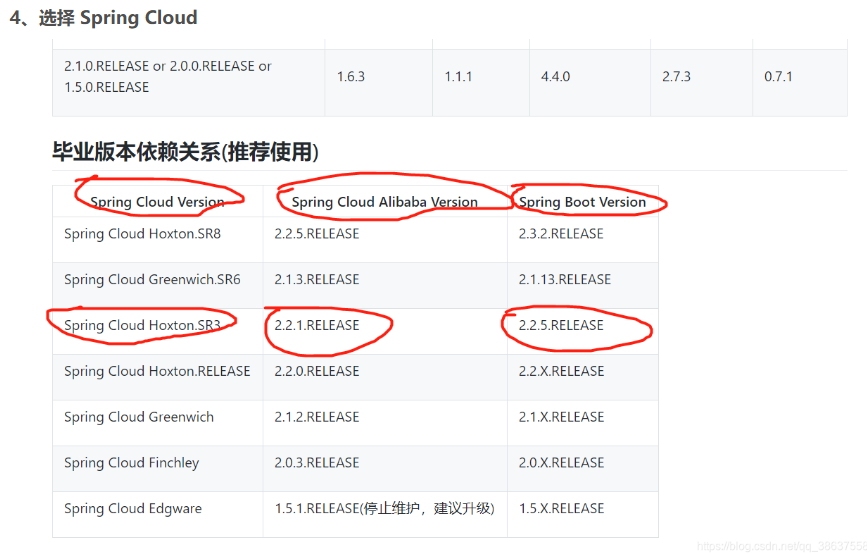 4、选择 Spring Cloud
2.1.0.RELEASE or 2.0.0.RELEASE or
1.5.0.RELEASE
1.6.3
1.1.1
4.4.0
2.7.3
0.7.1
毕业版本依赖关系(推荐使用)
Spring Cloud Version Spring Cloud Alibaba Version Spring Boot Version
Spring Cloud Hoxton.SR8 2.2.5.RELEASE 2.3.2.RELEASE
Spring Cloud Greenwich.SR6 2.1.3.RELEASE 2.1.13.RELEASE
Spring Cloud Hoxton.SR3 2.2.1.RELEASE 2.2.5.RELEASE
Spring Cloud Hoxton.RELEASE 2.2.0.RELEASE 2.2.X.RELEASE
Spring Cloud Greenwich 2.1.2.RELEASE 2.1.X.RELEASE
Spring Cloud Finchley 2.0.3.RELEASE 2.0.X.RELEASE
Spring Cloud Edgware 1.5.1.RELEASE(停止维护，建议升级) 1.5.X.RELEASE
https://blog.csdn.net/qq_38637558